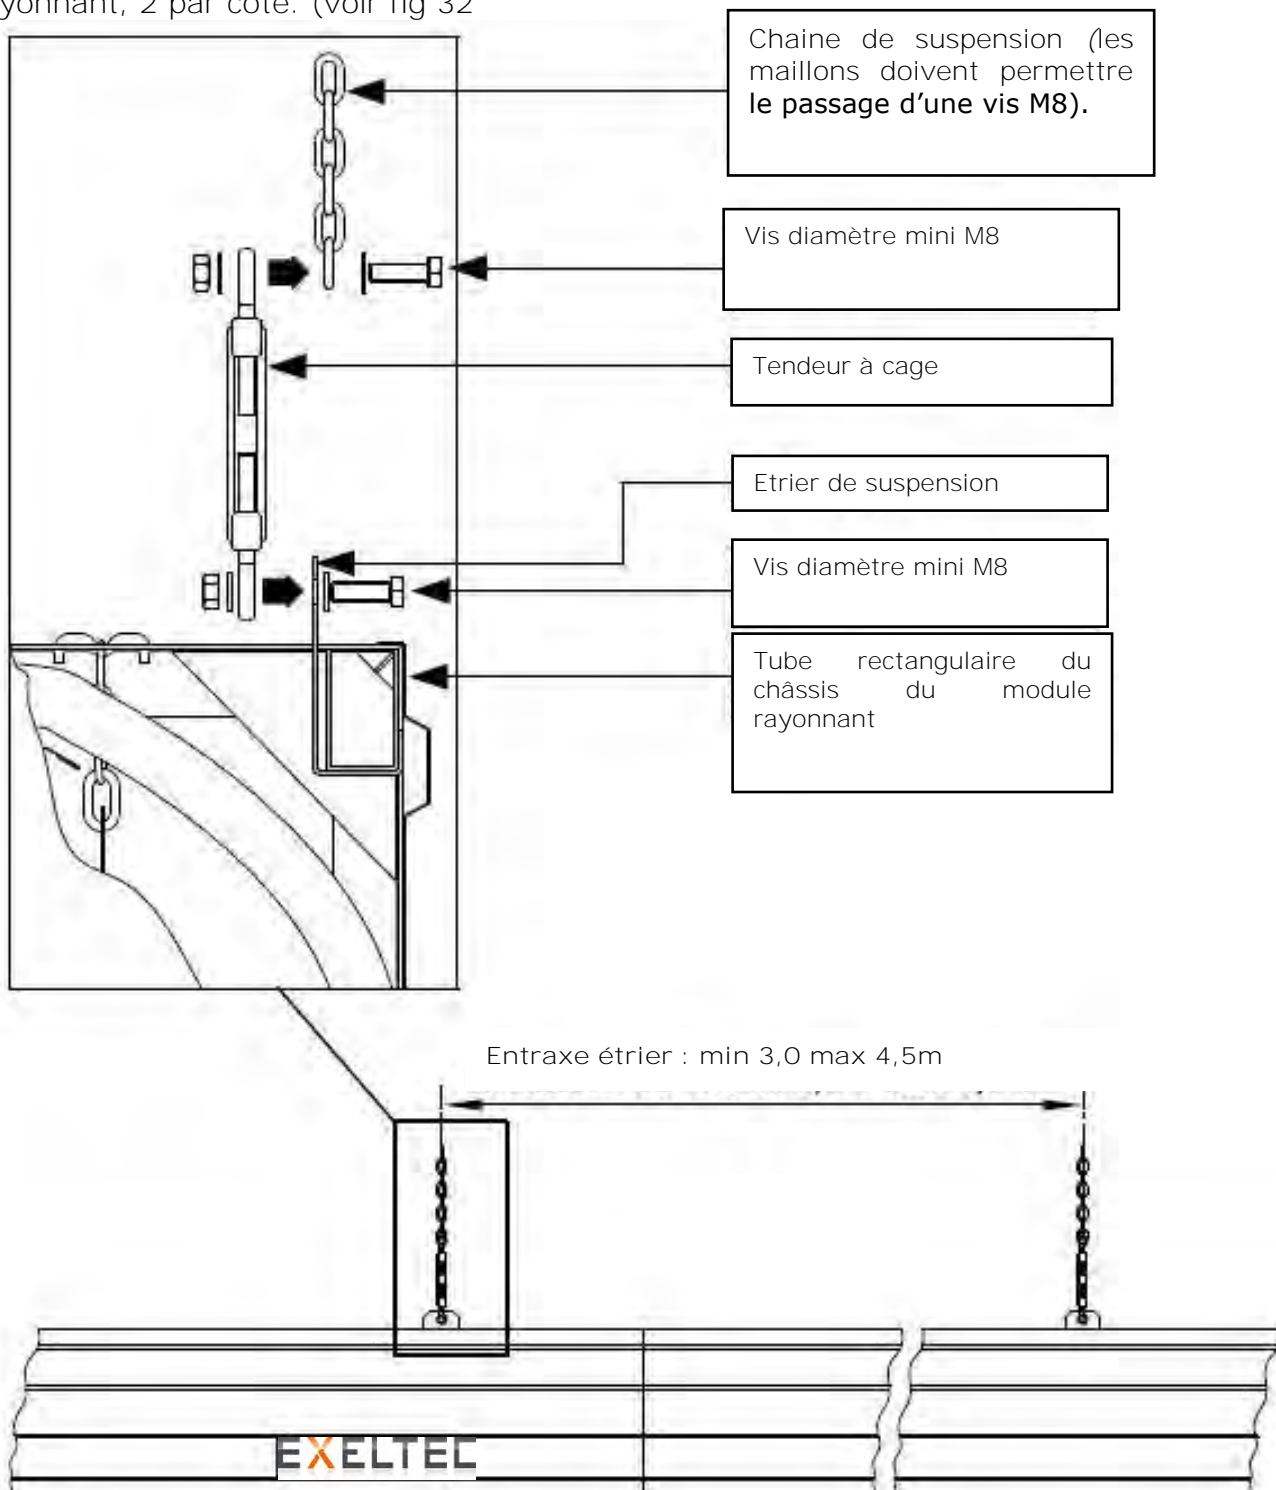 yonnant, 2 par côté. (voir fig 32
Chaine de suspension (les
maillons doivent permettre
le passage d’une vis M8).
Vis diamètre mini M8
Tendeur à cage
Etrier de suspension
Vis diamètre mini M8
Tube rectangulaire du
châssis du module
rayonnant
Entraxe étrier : min 3,0 max 4,5m
EXELTEC